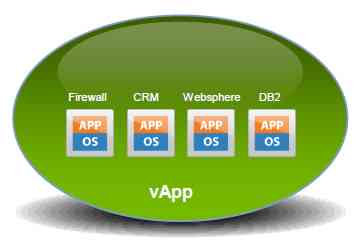 Firewall CRM Websphere DB2
APP APP APP APP
OS OS OS OS
vApp